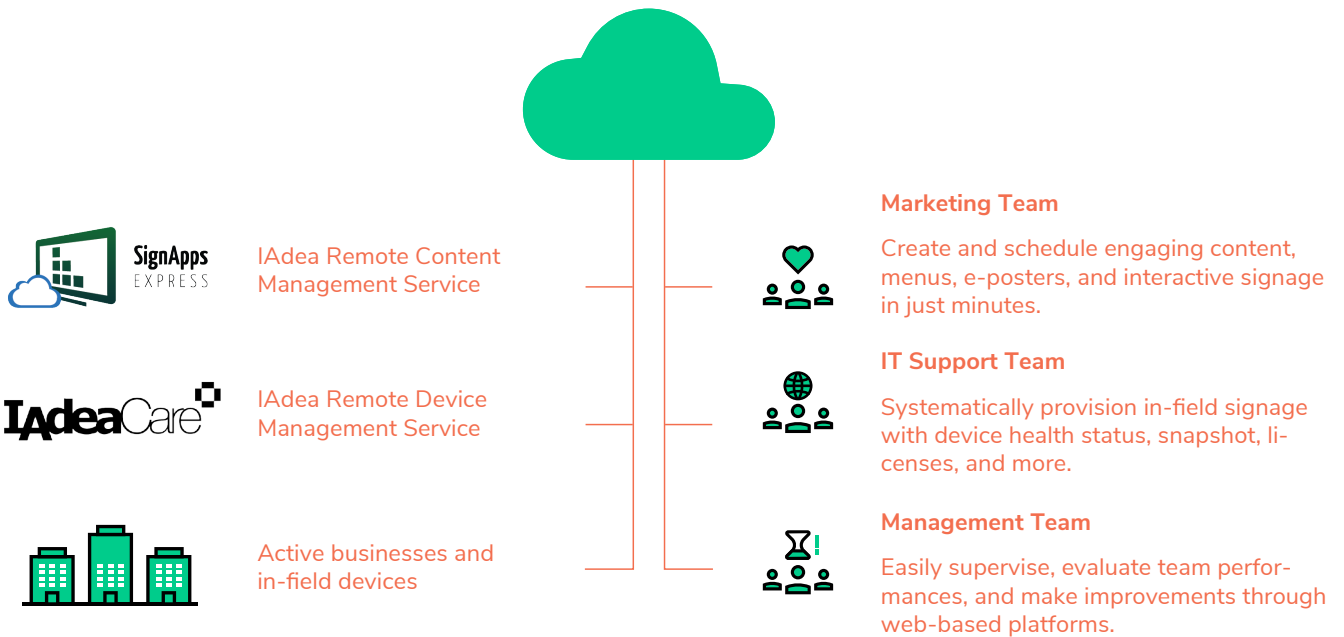 SignApps
EXPRESS
IAdea Remote Content
Management Service
IAdeaCare
IAdea Remote Device
Management Service
Active businesses and
in-field devices
Marketing Team
Create and schedule engaging content,
menus, e-posters, and interactive signage
in just minutes.
IT Support Team
Systematically provision in-field signage
with device health status, snapshot, li-
censes, and more.
Management Team
Easily supervise, evaluate team perfor-
mances, and make improvements through
web-based platforms.